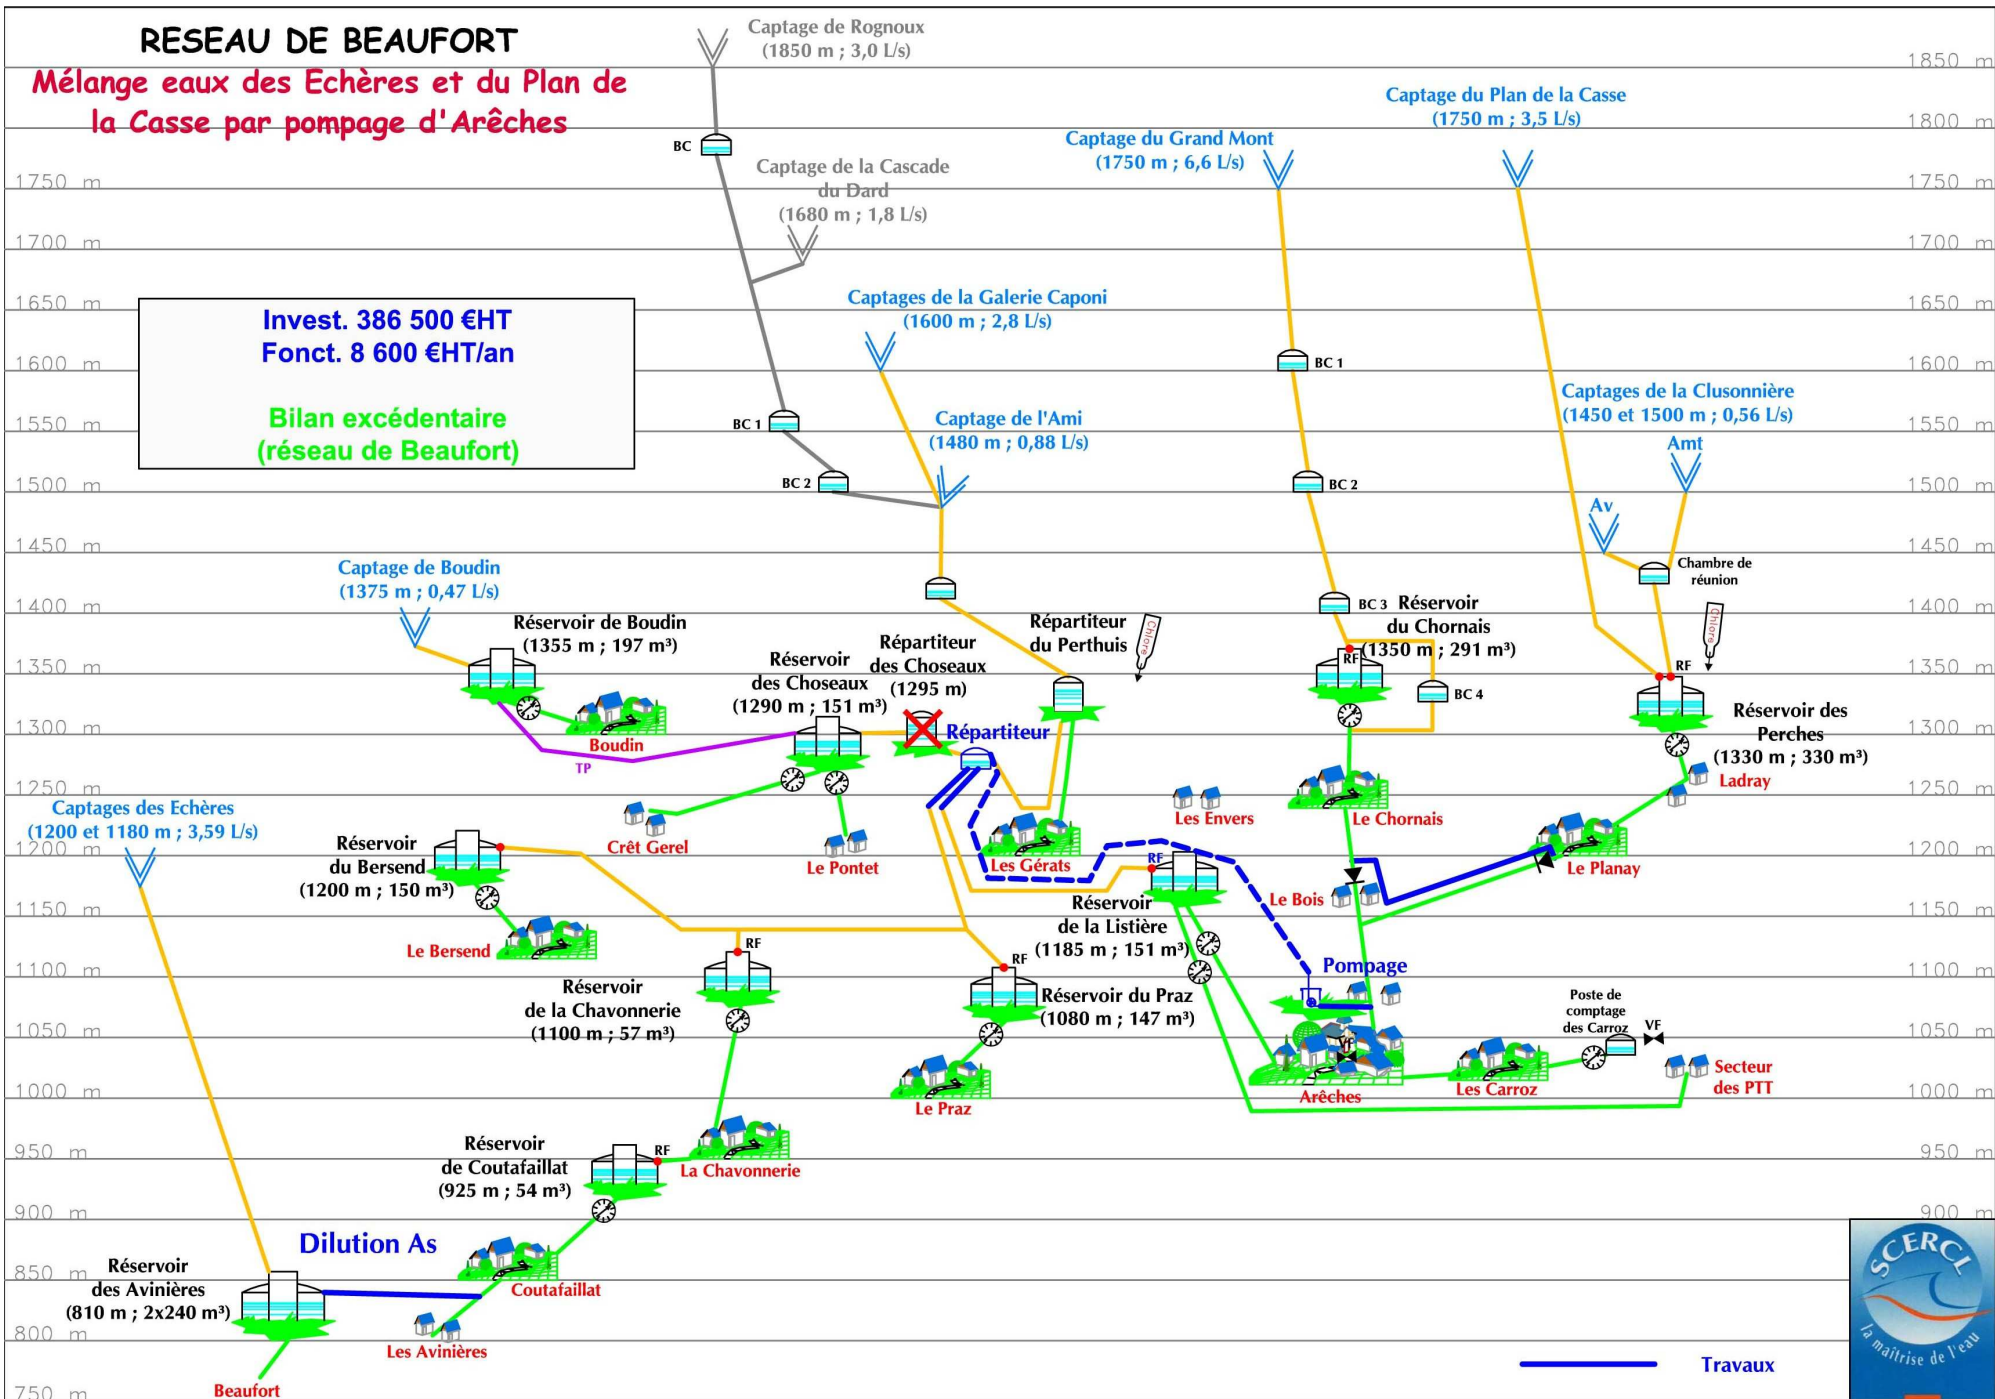 RESEAU DE BEAUFORT
Mélange eaux des Echères et du Plan de
la Casse par pompage d'Arêches
Invest. 386 500 €HT
Fonct. 8 600 €HT/an
Bilan excédentaire
(réseau de Beaufort)
Captage de Rognoux
(1850 m ; 3,0 L/s)
BC
Captage de la Cascade
du Dard
(1680 m ; 1,8 L/s)
BC 1
BC 2
Captages de la Galerie Caponi
(1600 m ; 2,8 L/s)
Captage de l'Ami
(1480 m ; 0,88 L/s)
Captage du Grand Mont
(1750 m ; 6,6 L/s)
BC 1
BC 2
BC 3
BC 4
Captage du Plan de la Casse
(1750 m ; 3,5 L/s)
Captages de la Clusonnière
(1450 et 1500 m ; 0,56 L/s)
Amt
Av
Chambre de
réunion
Captage de Boudin
(1375 m ; 0,47 L/s)
Réservoir de Boudin
(1355 m ; 197 m³)
Boudin
TP
Réservoir
des Choseaux
(1290 m ; 151 m³)
Répartiteur
des Choseaux
(1295 m)
Répartiteur
Répartiteur
du Perthuis
Chlore
Réservoir
du Chornais
(1350 m ; 291 m³)
RF
Chlore
RF
Réservoir des
Perches
(1330 m ; 330 m³)
Ladray
Captages des Echères
(1200 et 1180 m ; 3,59 L/s)
Réservoir
du Bersend
(1200 m ; 150 m³)
Le Bersend
Crêt Gerel
Le Pontet
Les Gérats
Les Envers
Le Chornais
Le Bois
Le Planay
RF
Réservoir
de la Listière
(1185 m ; 151 m³)
Pompage
RF
Réservoir
de la Chavonnerie
(1100 m ; 57 m³)
RF
Réservoir du Praz
(1080 m ; 147 m³)
Le Praz
VF
Arêches
Les Carroz
Poste de
comptage
des Carroz
VF
Secteur
des PTT
Réservoir
de Coutafaillat
(925 m ; 54 m³)
RF
La Chavonnerie
Dilution As
Coutafaillat
Réservoir
des Avinières
(810 m ; 2x240 m³)
Les Avinières
Beaufort
Travaux
SCERCL
la maîtrise de l'eau
1750 m
1700 m
1650 m
1600 m
1550 m
1500 m
1450 m
1400 m
1350 m
1300 m
1250 m
1200 m
1150 m
1100 m
1050 m
1000 m
950 m
900 m
850 m
800 m
750 m
1850 m
1800 m
1750 m
1700 m
1650 m
1600 m
1550 m
1500 m
1450 m
1400 m
1350 m
1300 m
1250 m
1200 m
1150 m
1100 m
1050 m
1000 m
950 m
900 m